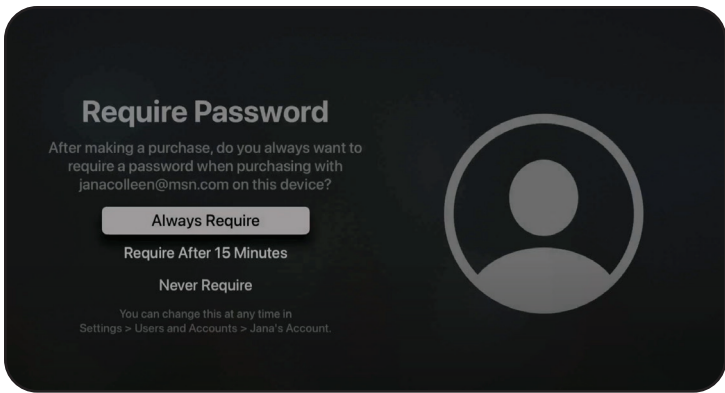 Require Password
After making a purchase, do you always want to
require a password when purchasing with
janacolleen@msn.com on this device?
Always Require
Require After 15 Minutes
Never Require
You can change this at any time in
Settings > Users and Accounts > Jana's Account.